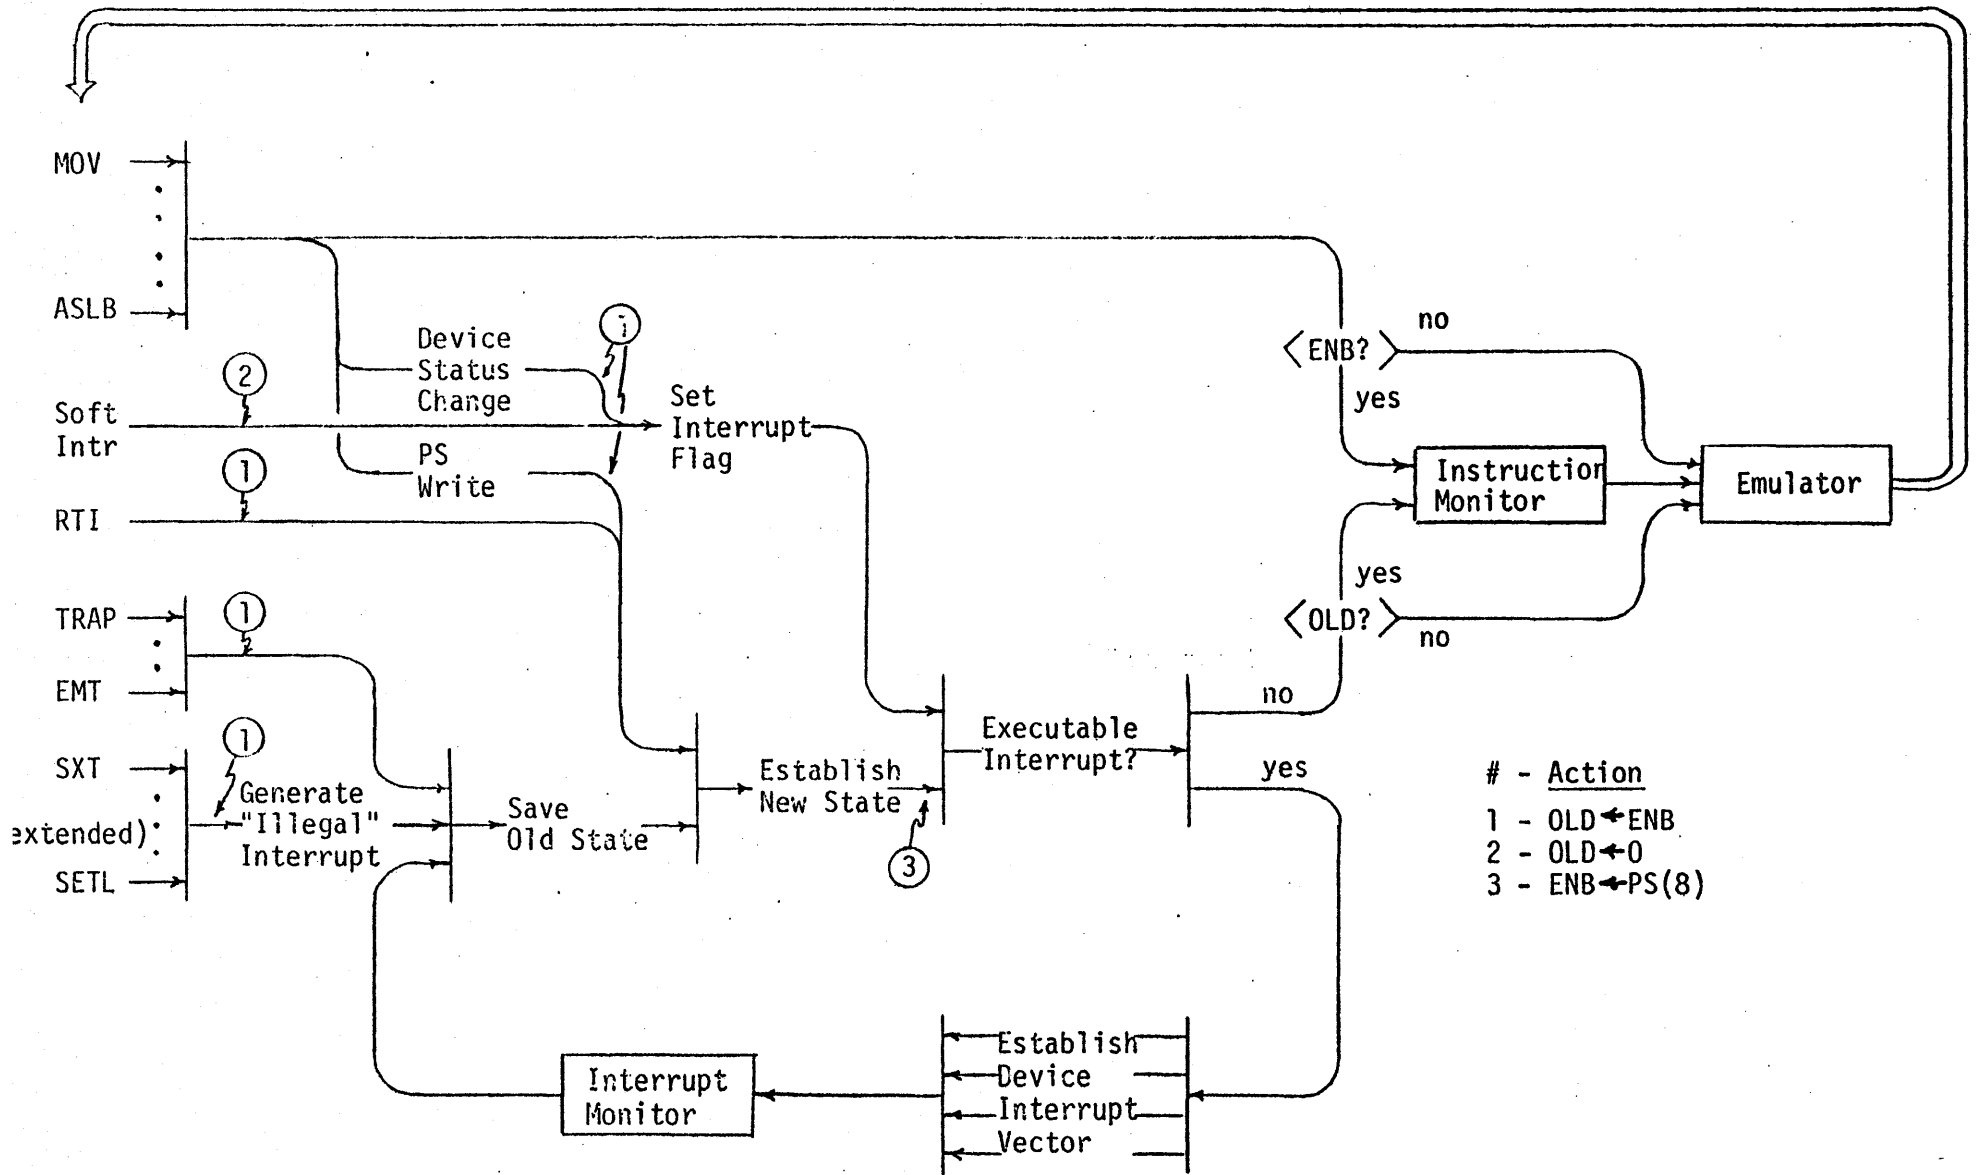 MOV
ASLB
Device
Status
Change
2
Soft
Intr
1
PS
Write
RTI
Set
Interrupt
Flag
<ENB?>
no
yes
Instruction
Monitor
Emulator
yes
<OLD?>
no
TRAP
EMT
1
SXT
extended)
SETL
1
Generate
"Illegal"
Interrupt
Save
Old State
Establish
New State
3
Executable
Interrupt?
no
yes
# - Action
1 - OLD←ENB
2 - OLD←0
3 - ENB←PS(8)
Establish
Device
Interrupt
Vector
Interrupt
Monitor